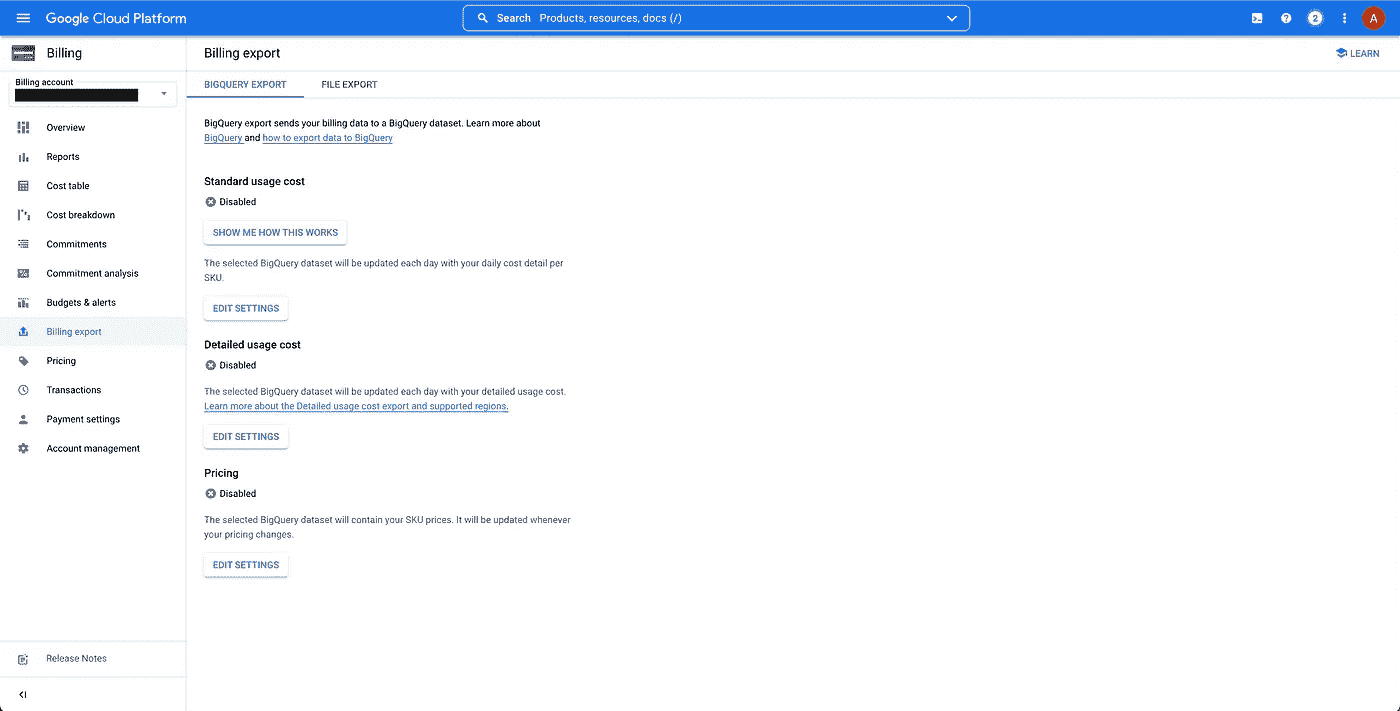 Google Cloud Platform
Search Products, resources, docs (/)
2
A
Billing
Billing export
LEARN
Billing account
BIGQUERY EXPORT
FILE EXPORT
Overview
Reports
Cost table
Cost breakdown
Commitments
Commitment analysis
Budgets & alerts
Billing export
Pricing
Transactions
Payment settings
Account management
Release Notes
BigQuery export sends your billing data to a BigQuery dataset. Learn more about
BigQuery and how to export data to BigQuery
Standard usage cost
Disabled
SHOW ME HOW THIS WORKS
The selected BigQuery dataset will be updated each day with your daily cost detail per
SKU.
EDIT SETTINGS
Detailed usage cost
Disabled
The selected BigQuery dataset will be updated each day with your detailed usage cost.
Learn more about the Detailed usage cost export and supported regions.
EDIT SETTINGS
Pricing
Disabled
The selected BigQuery dataset will contain your SKU prices. It will be updated whenever
your pricing changes.
EDIT SETTINGS